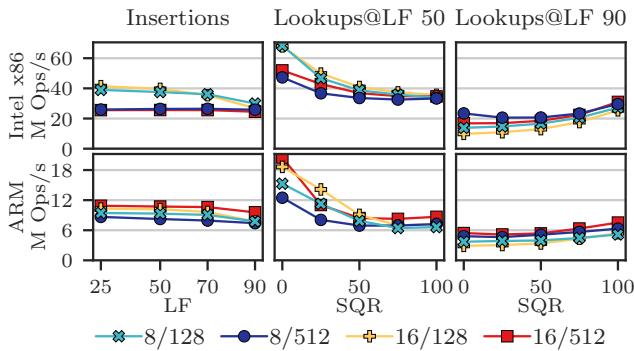 Insertions Lookups@LF 50 Lookups@LF 90
Intel x86
M Ops/s
60
40
20
0
ARM
M Ops/s
18
12
6
0
25 50 70 90 0 50 100 0 50 100
LF SQR SQR
8/128 8/512 16/128 16/512